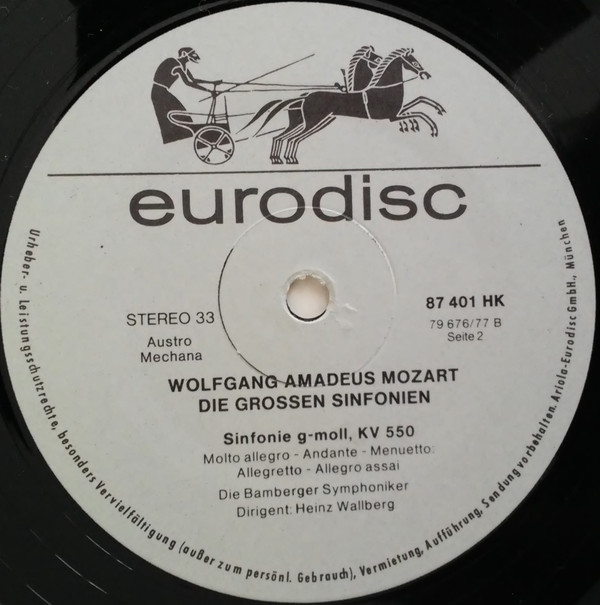 eurodisc
STEREO 33
Austro
Mechana
87 401 HK
79 676/77 B
Seite 2
WOLFGANG AMADEUS MOZART
DIE GROSSEN SINFONIEN
Sinfonie g-moll, KV 550
Molto allegro - Andante - Menuetto:
Allegretto - Allegro assai
Die Bamberger Symphoniker
Dirigent: Heinz Wallberg
Urheber- u. Leistungsschutzrechte, besonders Vervielfältigung (außer zum persönl. Gebrauch), Vermietung, Aufführung, Sendung vorbehalten. Ariola-Eurodisc GmbH., München